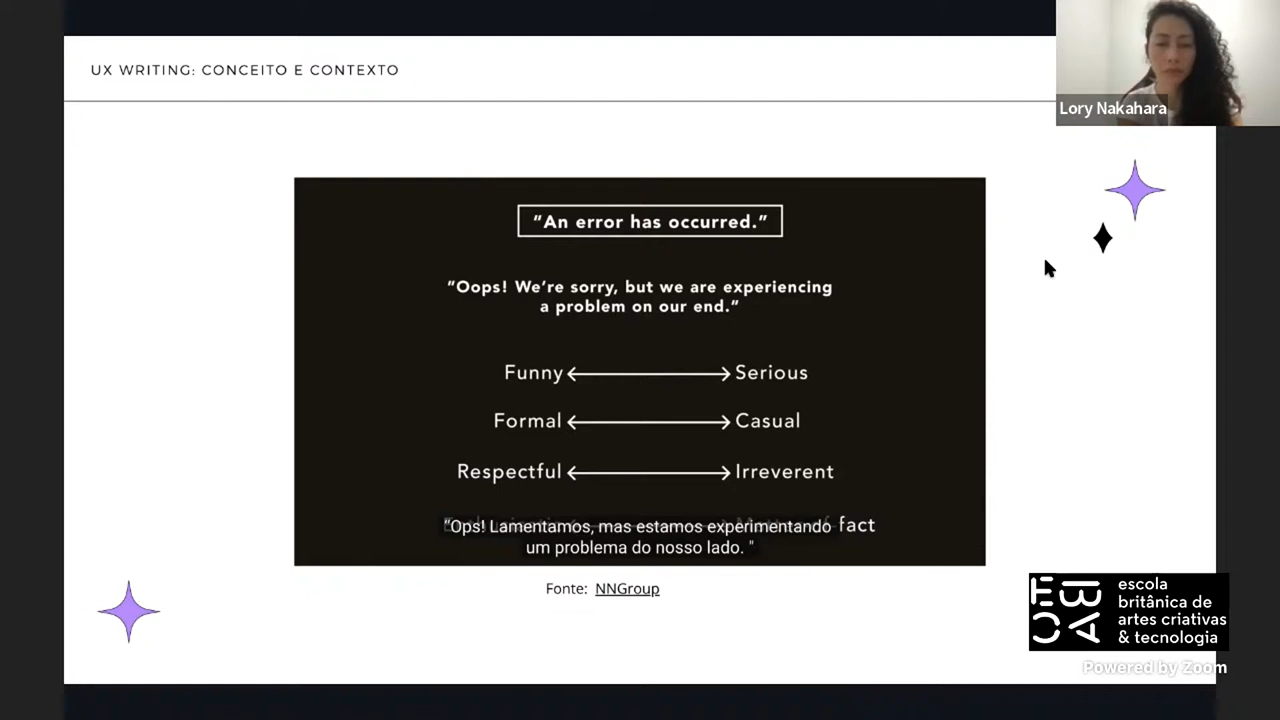 UX WRITING: CONCEITO E CONTEXTO
Lory Nakahara
“An error has occurred.”
“Oops! We’re sorry, but we are experiencing
a problem on our end.”
Funny Serious
Formal Casual
Respectful Irreverent
fact
"Ops! Lamentamos, mas estamos experimentando
um problema do nosso lado. "
Fonte: NNGroup
EBAC
escola
britânica de
artes criativas
& tecnologia
Powered by Zoom